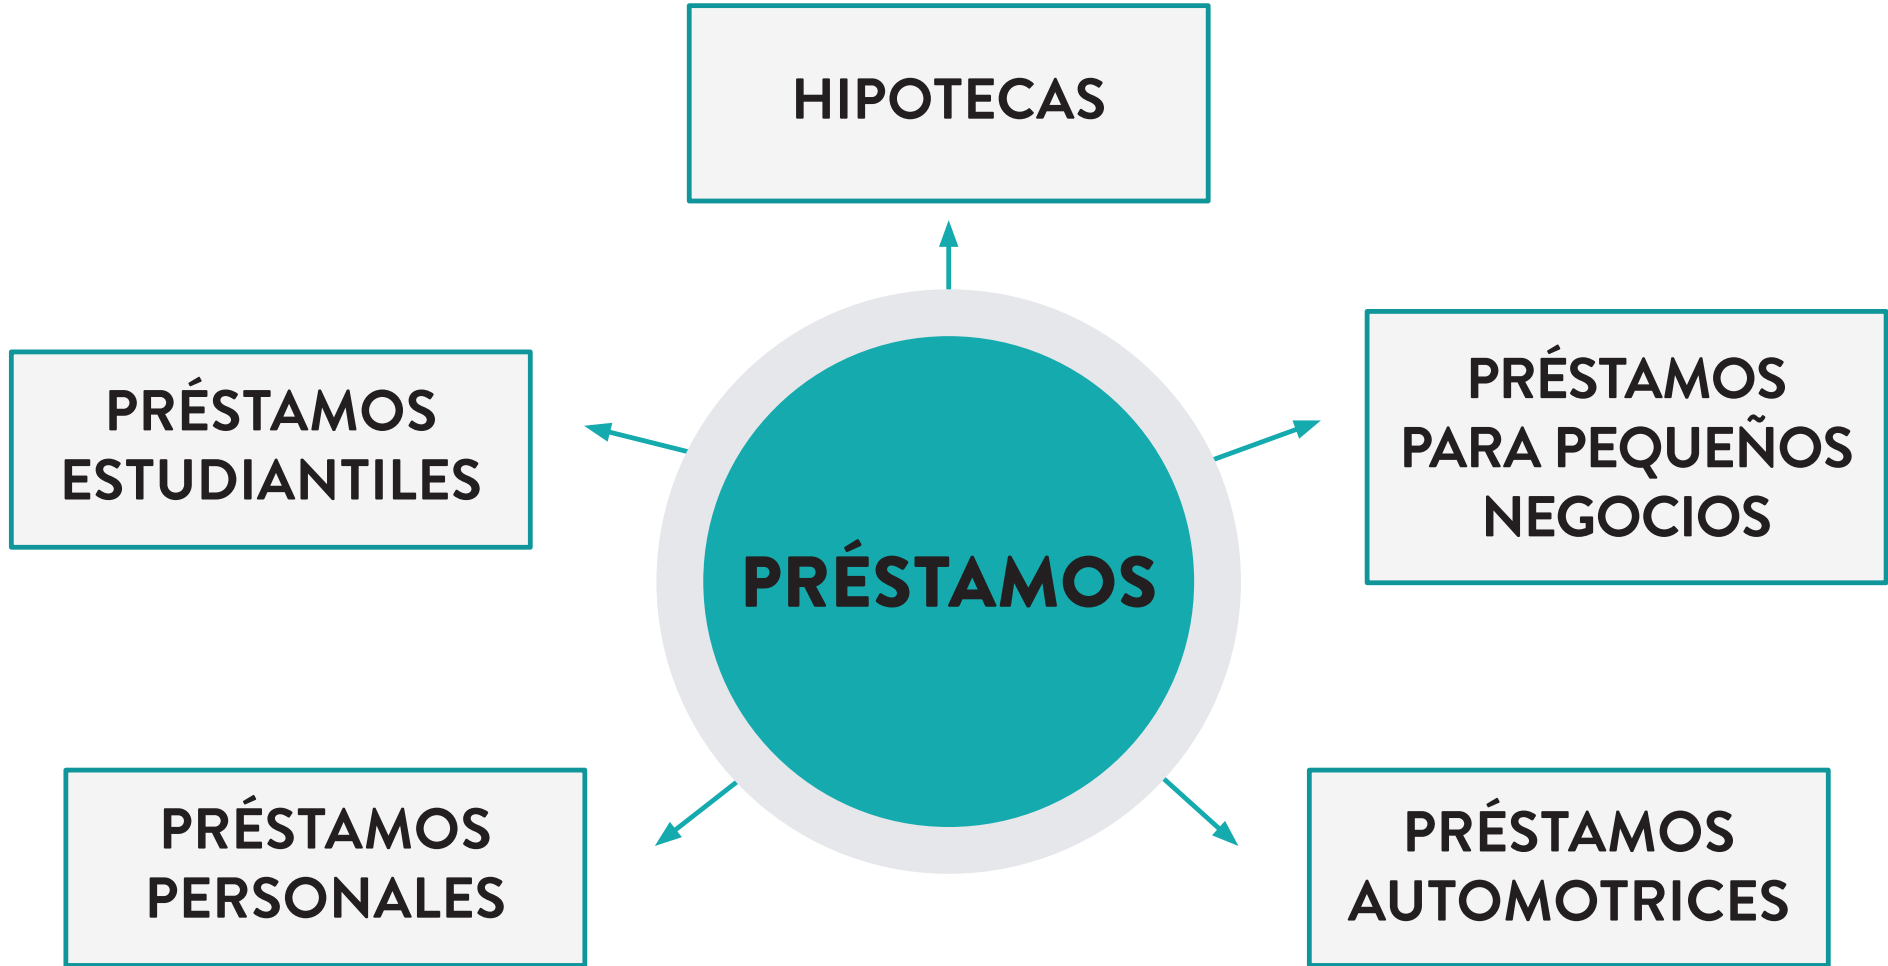 HIPOTECAS
PRÉSTAMOS
ESTUDIANTILES
PRÉSTAMOS
PARA PEQUEÑOS
NEGOCIOS
PRÉSTAMOS
PRÉSTAMOS
PERSONALES
PRÉSTAMOS
AUTOMOTRICES